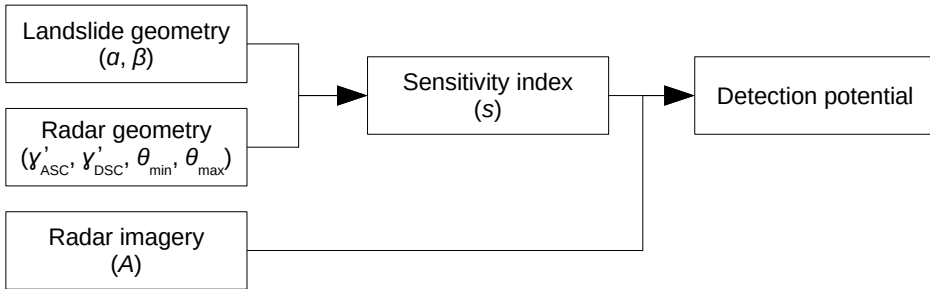 Landslide geometry
(α, β)
Radar geometry
(γ'ASC, γ'DSC, θmin, θmax)
Radar imagery
(A)
Sensitivity index
(s)
Detection potential